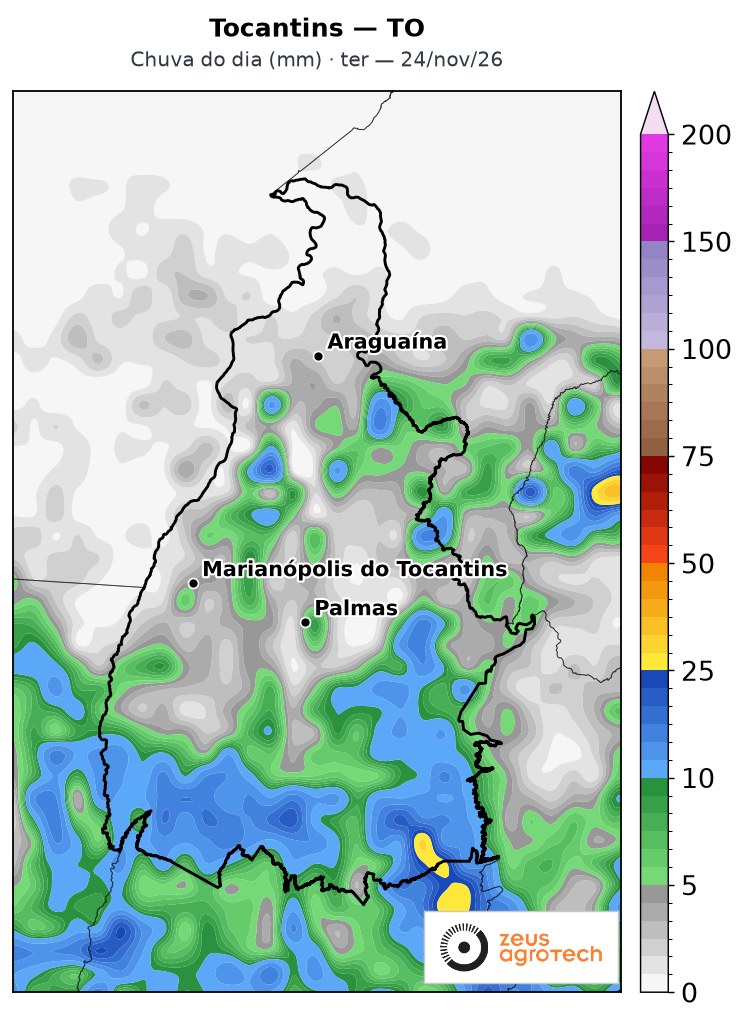 Tocantins — TO
Chuva do dia (mm) · ter — 24/nov/26
200
150
100
75
50
25
10
5
0
Araguaína
Marianópolis do Tocantins
Palmas
zeus
agrotech